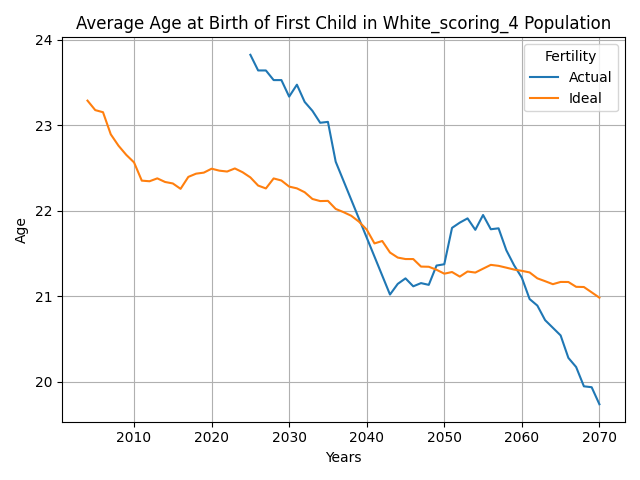 Average Age at Birth of First Child in White_scoring_4 Population
24
23
22
21
20
Age
Fertility
Actual
Ideal
2010 2020 2030 2040 2050 2060 2070
Years